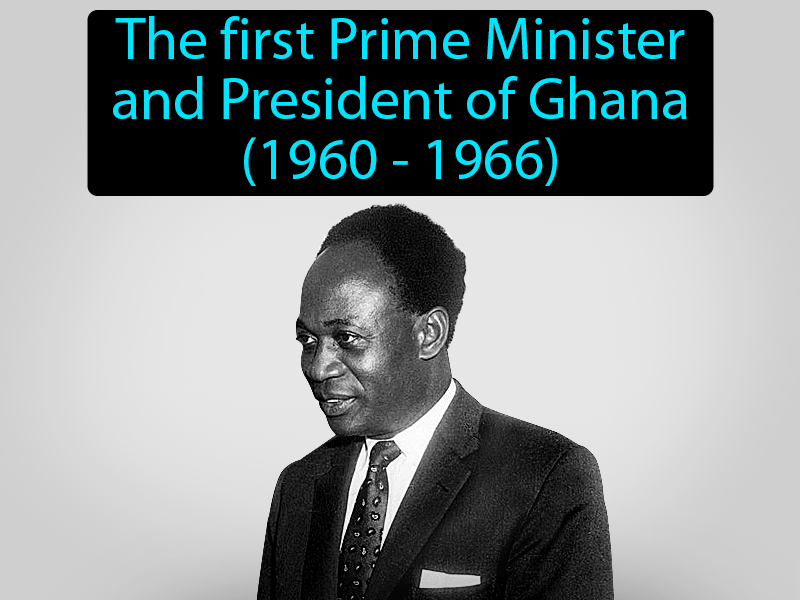 The first Prime Minister
and President of Ghana
(1960 - 1966)